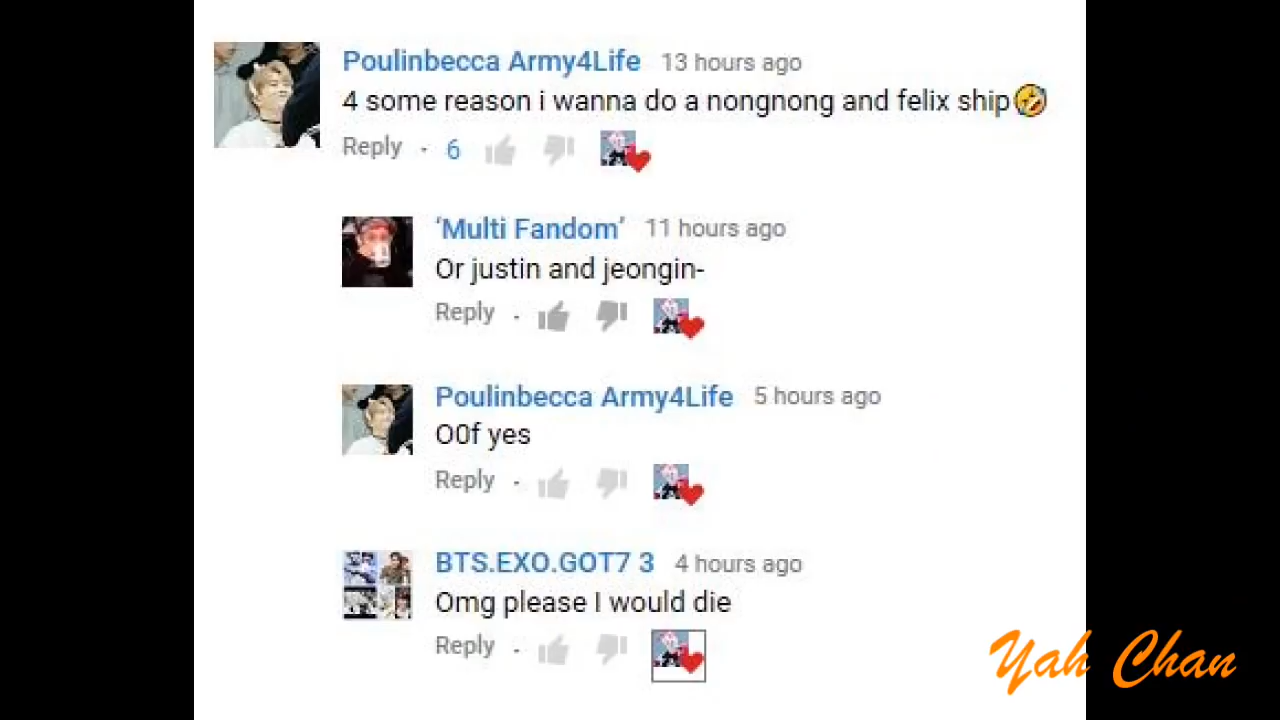 Poulinbecca Army4Life 13 hours ago
4 some reason i wanna do a nongnong and felix ship🤣
Reply · 6
‘Multi Fandom’ 11 hours ago
Or justin and jeongin-
Reply ·
Poulinbecca Army4Life 5 hours ago
O0f yes
Reply ·
BTS.EXO.GOT7 3 4 hours ago
Omg please I would die
Reply ·
Yah Chan